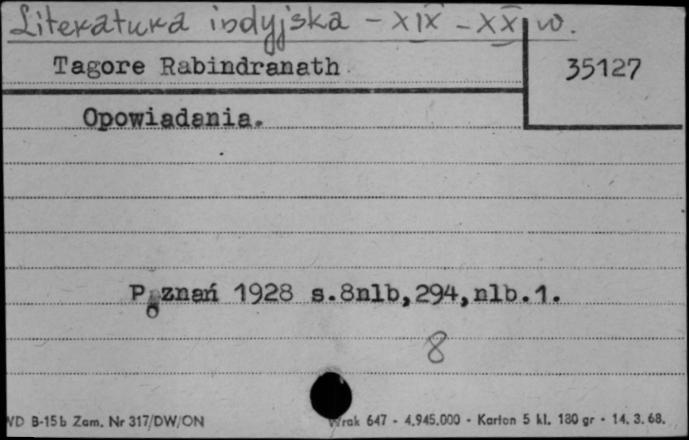 Literatura indyjska - XIX - XX w.
Tagore Rabindranath
35127
Opowiadania.
Poznań 1928 s.8nlb,294,nlb.1.
8
WD B-15b Zam. Nr 317/DW/ON Wrak 647 - 4.945.000 - Karton 5 kl. 180 gr - 14. 3. 68.